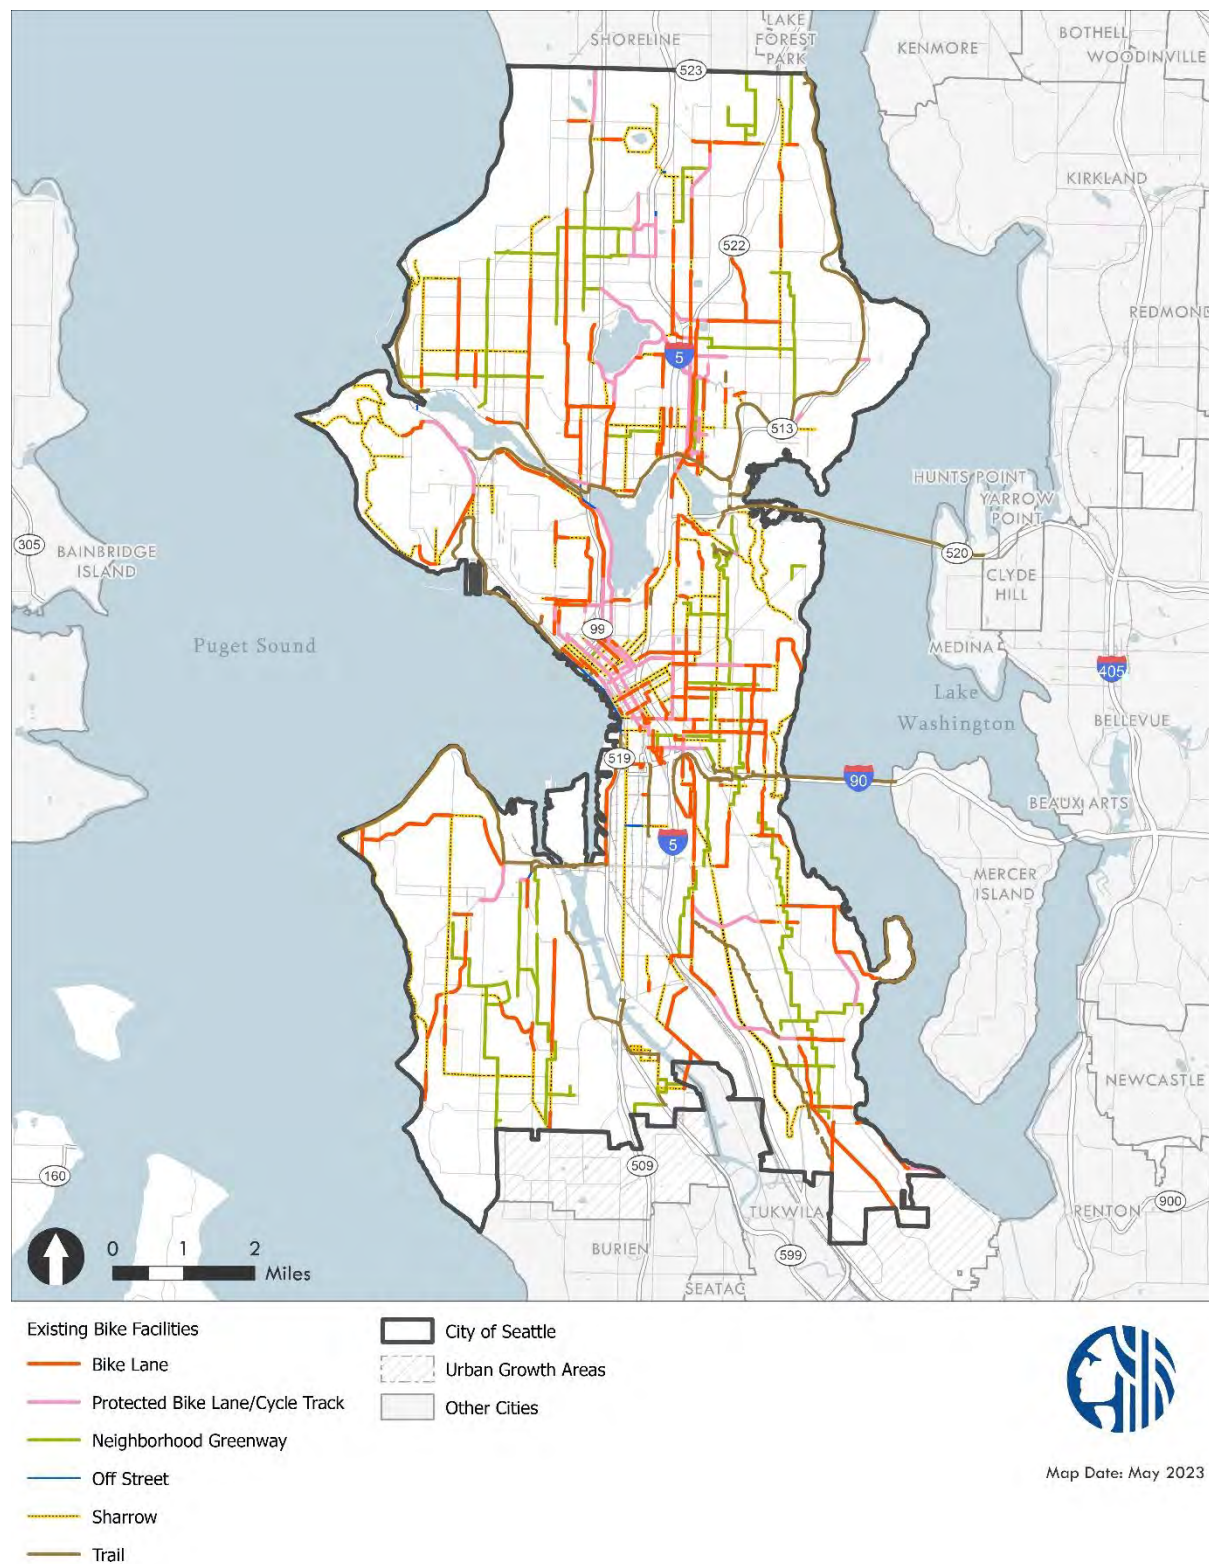 SHORELINE
LAKE
FOREST
PARK
KENMORE
BOTHELL
WOODINVILLE
523
KIRKLAND
522
REDMOND
5
513
HUNTS POINT
YARROW
POINT
305
BAINBRIDGE
ISLAND
520
CLYDE
HILL
99
Puget Sound
MEDINA
405
Lake
Washington
BELLEVUE
519
90
BEAUX ARTS
5
MERCER
ISLAND
NEWCASTLE
509
160
TUKWILA
RENTON
900
BURIEN
599
SEATAC
0 1 2
Miles
Existing Bike Facilities
Bike Lane
Protected Bike Lane/Cycle Track
Neighborhood Greenway
Off Street
Sharrow
Trail
City of Seattle
Urban Growth Areas
Other Cities
Map Date: May 2023